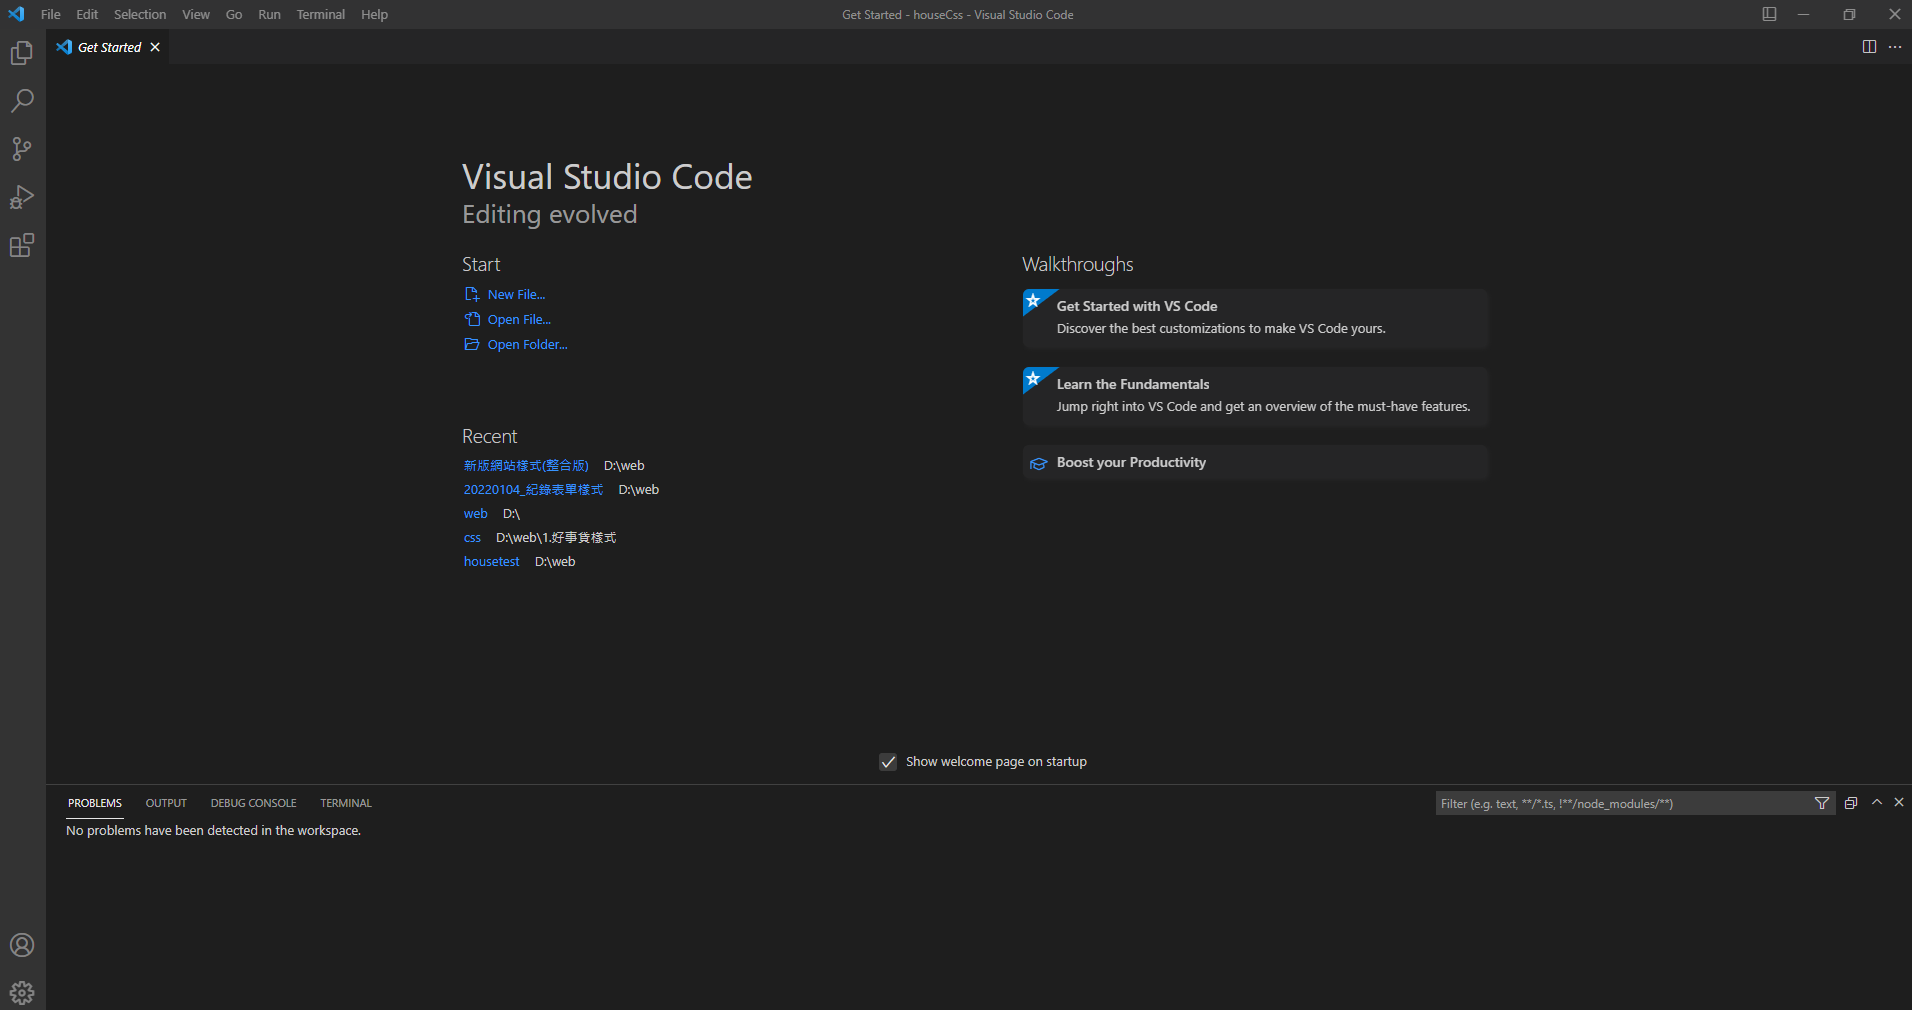 File Edit Selection View Go Run Terminal Help
Get Started - houseCss - Visual Studio Code
Get Started
Visual Studio Code
Editing evolved
Start
New File...
Open File...
Open Folder...
Recent
新版網站樣式(整合版) D:\web
20220104_紀錄表單樣式 D:\web
web D:\
css D:\web\1.好事貨樣式
housetest D:\web
Walkthroughs
Get Started with VS Code
Discover the best customizations to make VS Code yours.
Learn the Fundamentals
Jump right into VS Code and get an overview of the must-have features.
Boost your Productivity
Show welcome page on startup
PROBLEMS OUTPUT DEBUG CONSOLE TERMINAL
Filter (e.g. text, **/*.ts, !**/node_modules/**)
No problems have been detected in the workspace.